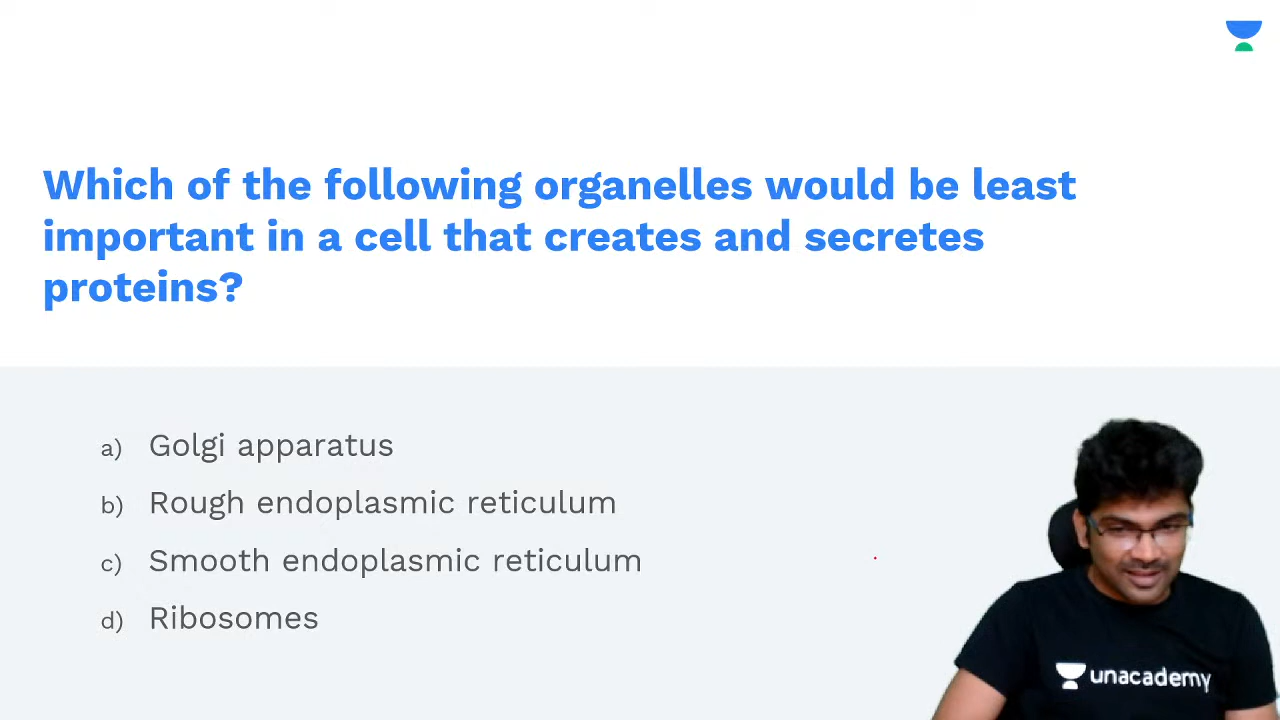 Which of the following organelles would be least
important in a cell that creates and secretes
proteins?
a) Golgi apparatus
b) Rough endoplasmic reticulum
c) Smooth endoplasmic reticulum
d) Ribosomes
unacademy